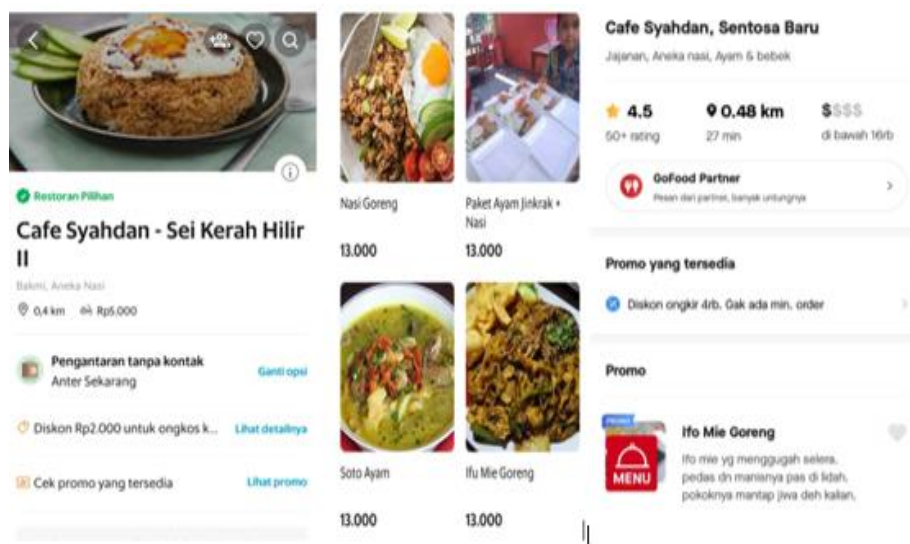 Restoran Pilihan
Cafe Syahdan - Sei Kerah Hilir
II
Bakmi, Aneka Nasi
0,4 km Rp5.000
Pengantaran tanpa kontak
Anter Sekarang
Ganti opsi
Diskon Rp2.000 untuk ongkos k...
Lihat detailnya
Cek promo yang tersedia
Lihat promo
Nasi Goreng
13.000
Paket Ayam Jinkrak +
Nasi
13.000
Soto Ayam
13.000
Ifu Mie Goreng
13.000
Cafe Syahdan, Sentosa Baru
Jajanan, Aneka nasi, Ayam & bebek
4.5
50+ rating
0.48 km
27 min
$$$$
di bawah 16rb
GoFood Partner
Pesan dari partner, banyak untungnya
Promo yang tersedia
Diskon ongkir 4rb. Gak ada min. order
Promo
PROMO
MENU
Ifo Mie Goreng
Ifo mie yg menggugah selera.
pedas dn manisnya pas di lidah.
pokoknya mantap jiwa deh kalian.